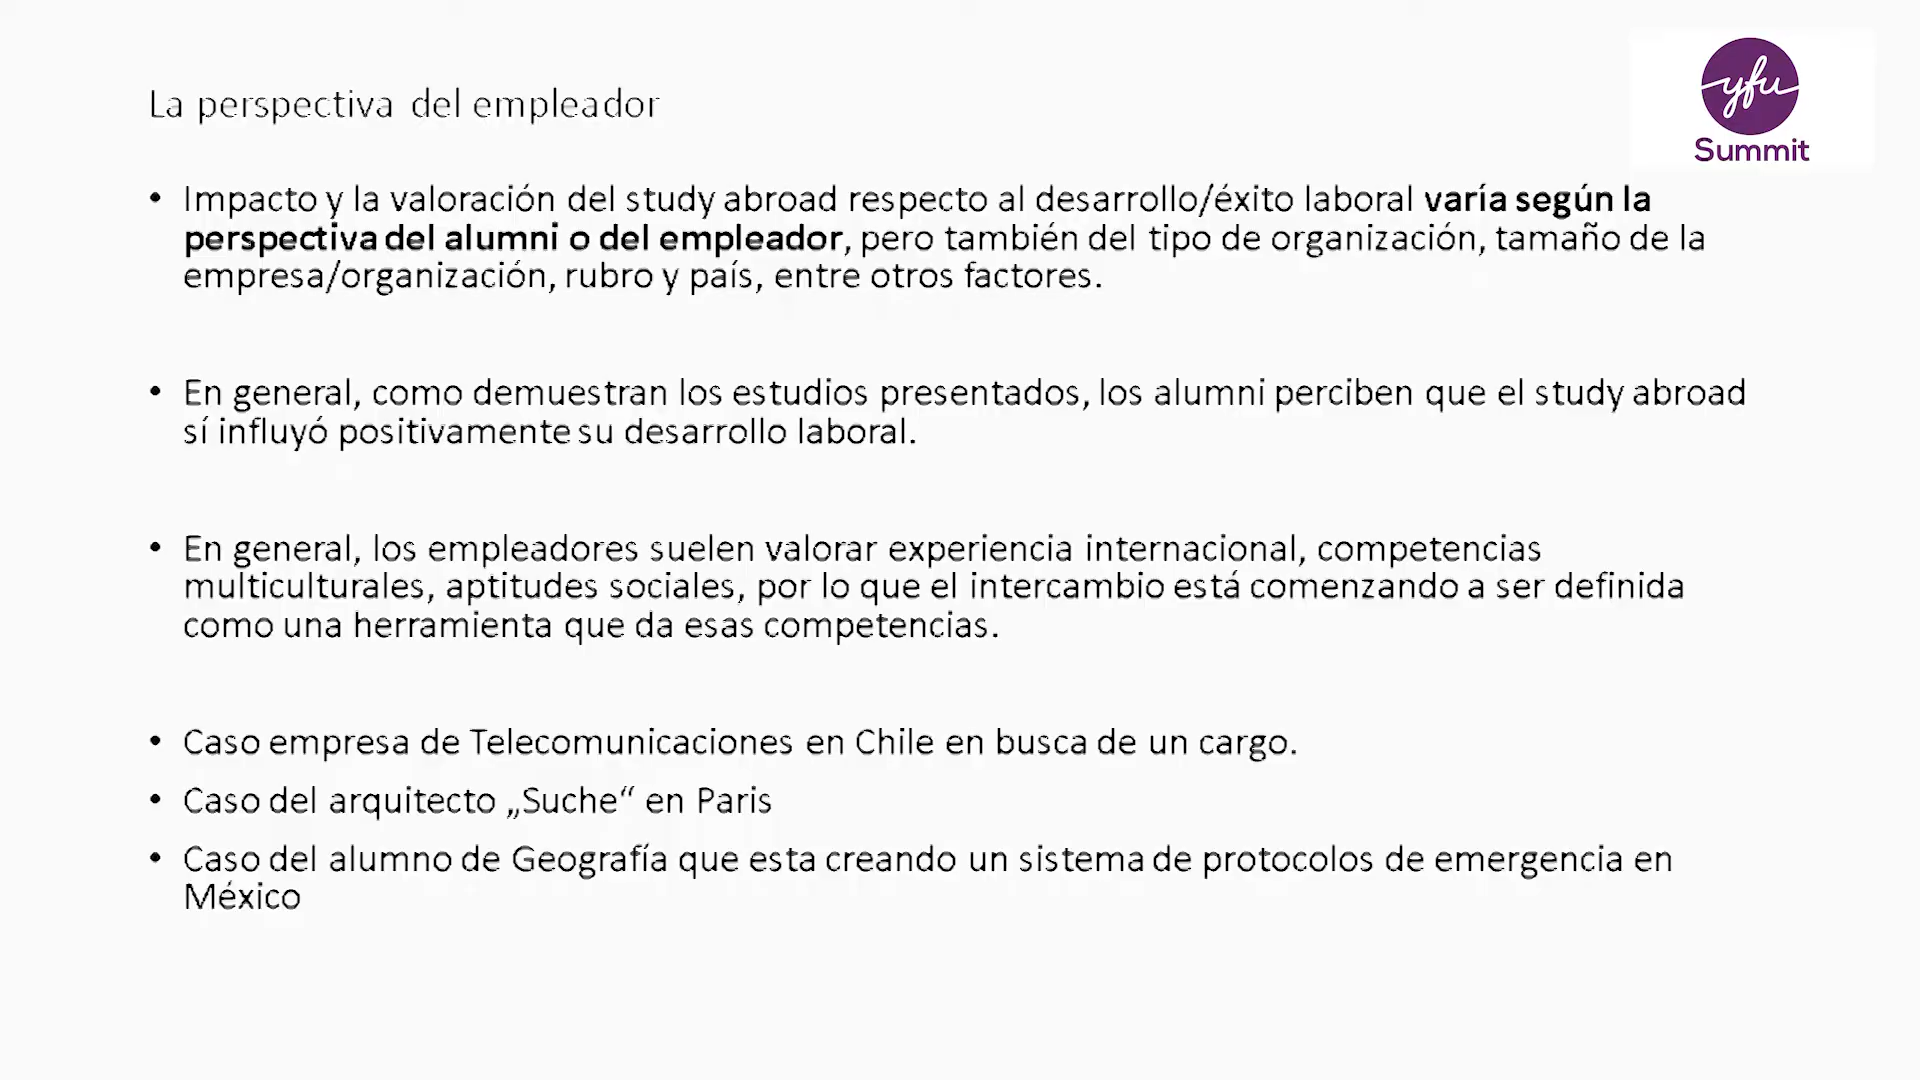 La perspectiva del empleador
yfu
Summit
• Impacto y la valoración del study abroad respecto al desarrollo/éxito laboral varía según la
perspectiva del alumni o del empleador, pero también del tipo de organización, tamaño de la
empresa/organización, rubro y país, entre otros factores.
• En general, como demuestran los estudios presentados, los alumni perciben que el study abroad
sí influyó positivamente su desarrollo laboral.
• En general, los empleadores suelen valorar experiencia internacional, competencias
multiculturales, aptitudes sociales, por lo que el intercambio está comenzando a ser definida
como una herramienta que da esas competencias.
• Caso empresa de Telecomunicaciones en Chile en busca de un cargo.
• Caso del arquitecto „Suche“ en Paris
• Caso del alumno de Geografía que esta creando un sistema de protocolos de emergencia en
México